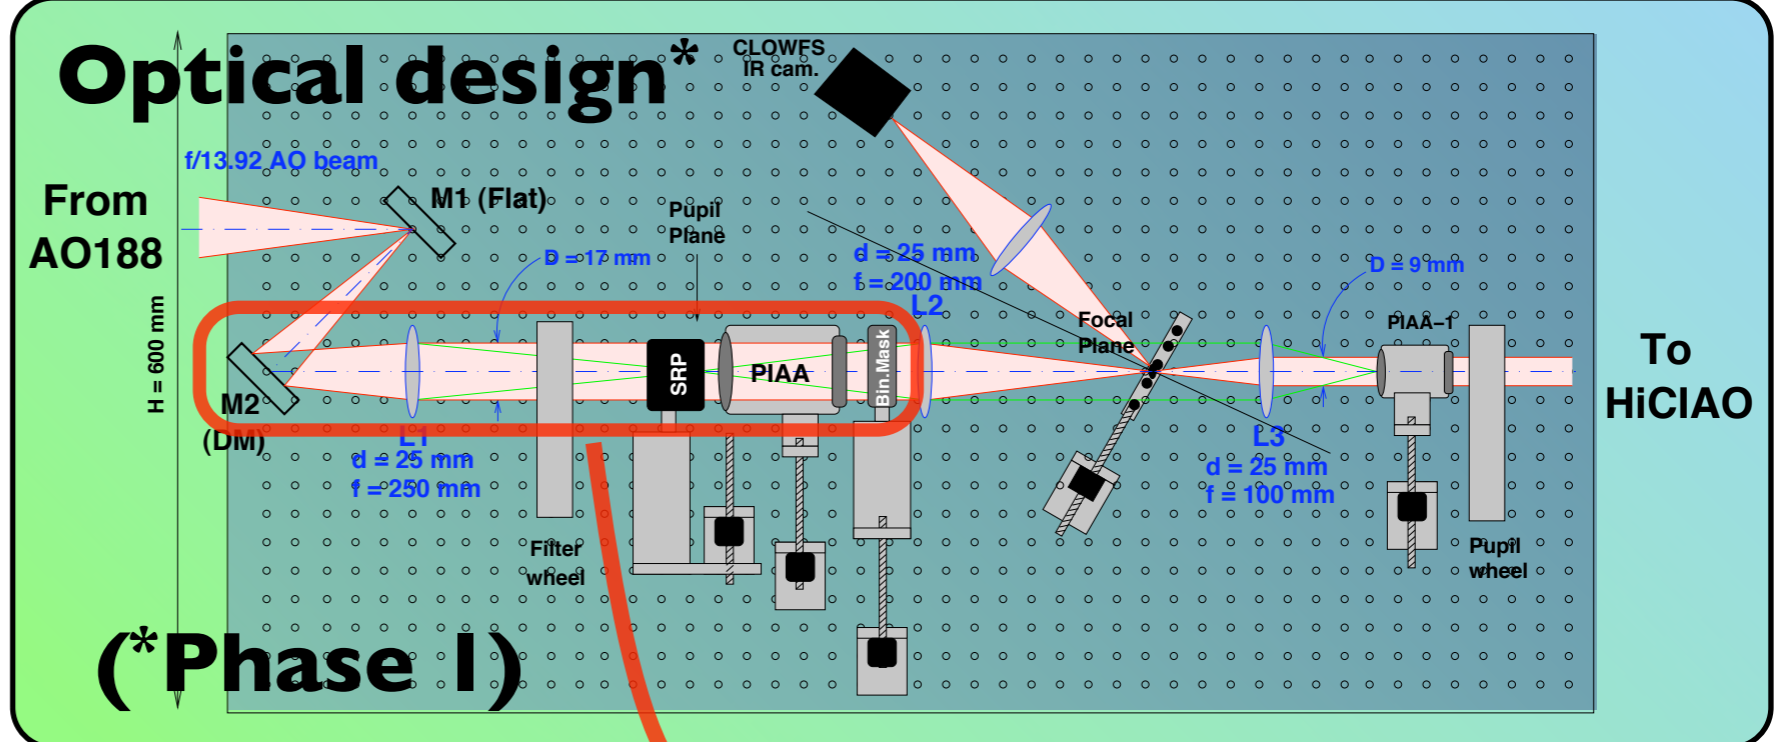 Optical design*
CLOWFS
IR cam.
f/13.92 AO beam
From
AO188
M1 (Flat)
Pupil
Plane
D = 17 mm
d = 25 mm
f = 200 mm
L2
D = 9 mm
H = 600 mm
Focal
Plane
PIAA-1
SRP
PIAA
Bin.Mask
To
HiCIAO
M2
(DM)
L1
d = 25 mm
f = 250 mm
L3
d = 25 mm
f = 100 mm
Filter
wheel
Pupil
wheel
(*Phase 1)